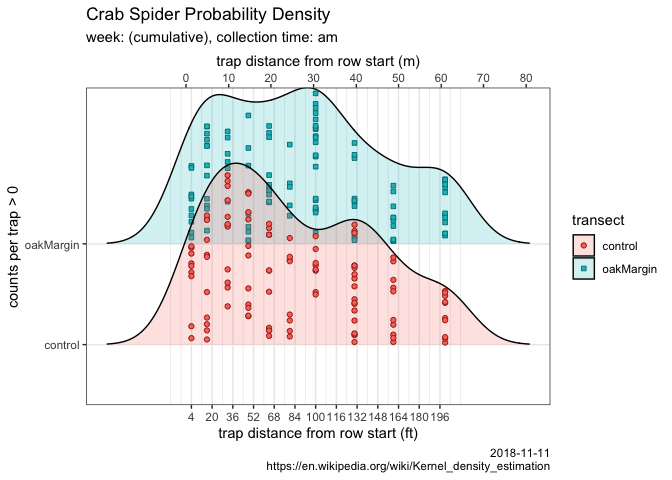 Crab Spider Probability Density
week: (cumulative), collection time: am
trap distance from row start (m)
0 10 20 30 40 50 60 70 80
counts per trap > 0
oakMargin
control
transect
control
oakMargin
4 20 36 52 68 84 100 116 132 148 164 180 196
trap distance from row start (ft)
2018-11-11
https://en.wikipedia.org/wiki/Kernel_density_estimation